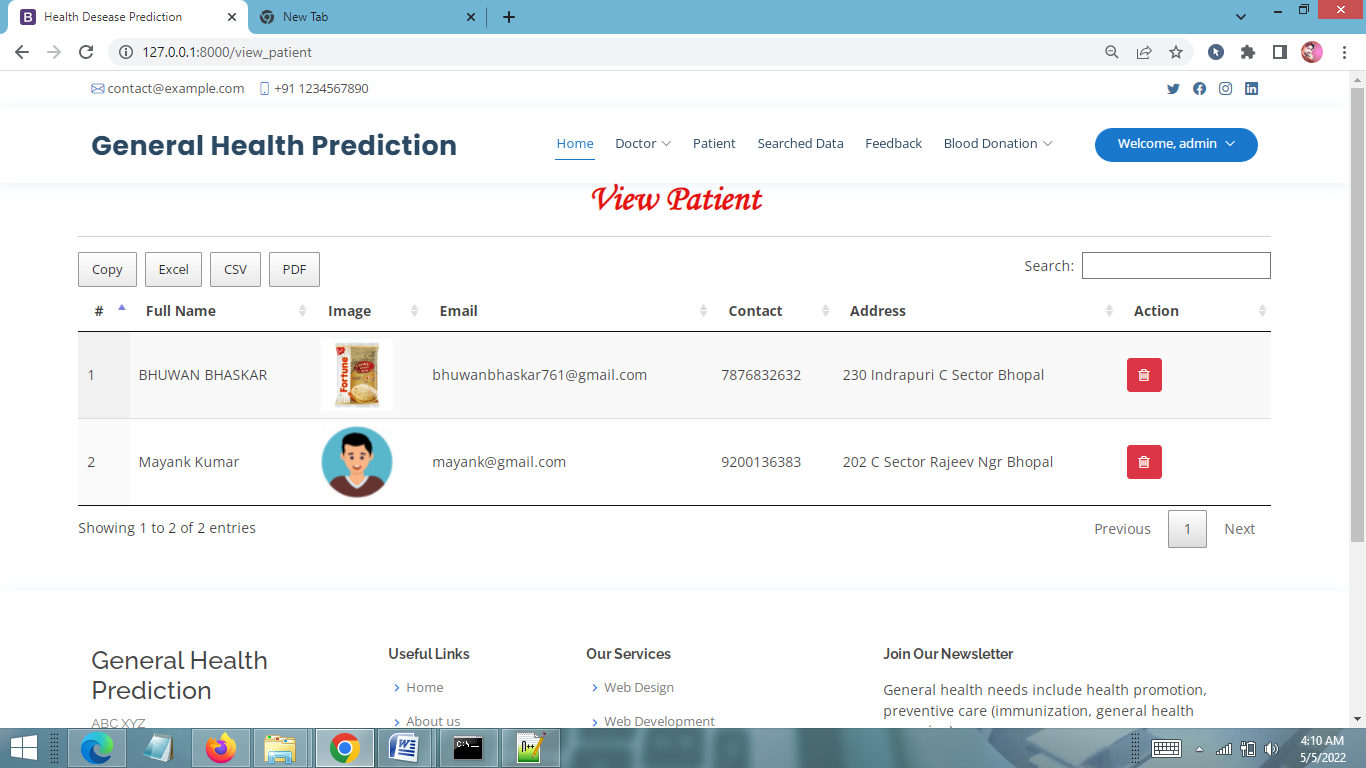 Health Desease Prediction
New Tab
127.0.0.1:8000/view_patient
contact@example.com +91 1234567890
General Health Prediction
Home Doctor Patient Searched Data Feedback Blood Donation Welcome, admin
View Patient
Copy Excel CSV PDF Search:
# Full Name Image Email Contact Address Action
1 BHUWAN BHASKAR Fortune bhuwanbhaskar761@gmail.com 7876832632 230 Indrapuri C Sector Bhopal
2 Mayank Kumar mayank@gmail.com 9200136383 202 C Sector Rajeev Ngr Bhopal
Showing 1 to 2 of 2 entries Previous 1 Next
General Health
Prediction
ABC XYZ
Useful Links
Home
About us
Our Services
Web Design
Web Development
Join Our Newsletter
General health needs include health promotion,
preventive care (immunization, general health
4:10 AM
5/5/2022